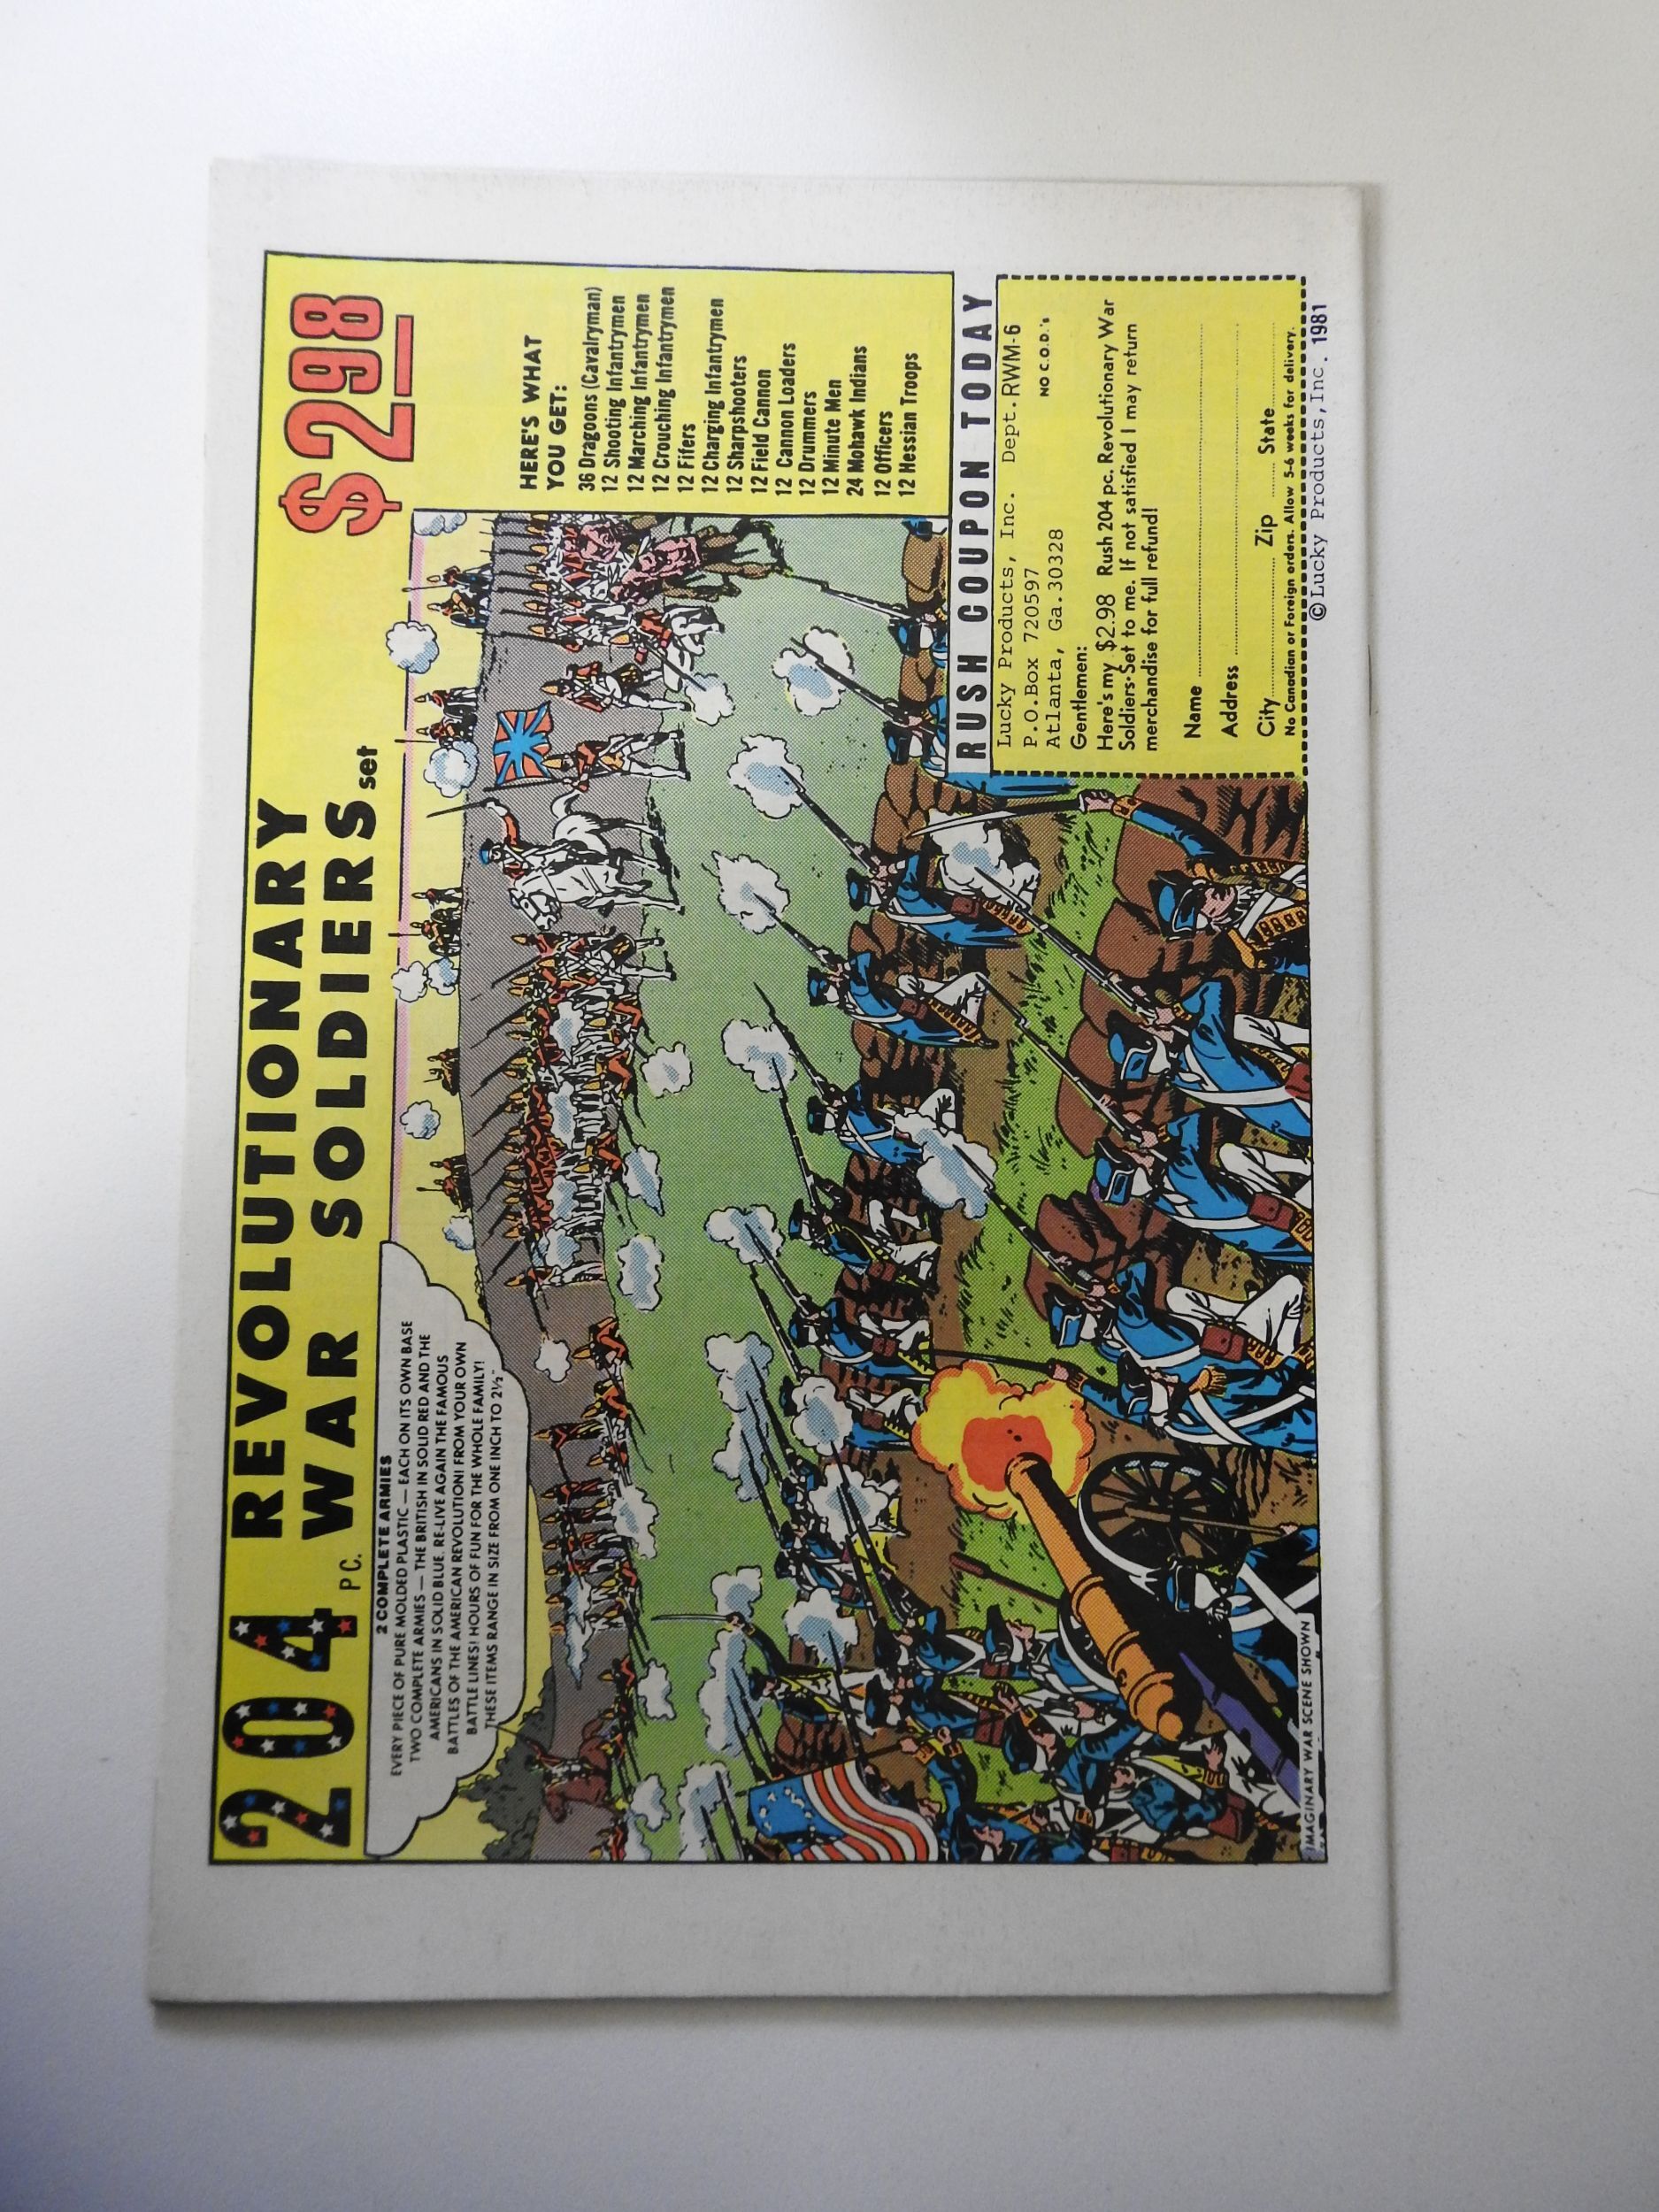 204 PC. REVOLUTIONARY
WAR SOLDIERS set
$2.98
2 COMPLETE ARMIES
EVERY PIECE OF PURE MOLDED PLASTIC — EACH ON ITS OWN BASE
TWO COMPLETE ARMIES — THE BRITISH IN SOLID RED AND THE
AMERICANS IN SOLID BLUE. RE-LIVE AGAIN THE FAMOUS
BATTLES OF THE AMERICAN REVOLUTION! FROM YOUR OWN
BATTLE LINES! HOURS OF FUN FOR THE WHOLE FAMILY!
THESE ITEMS RANGE IN SIZE FROM ONE INCH TO 2½"
HERE'S WHAT
YOU GET:
36 Dragoons (Cavalryman)
12 Shooting Infantrymen
12 Marching Infantrymen
12 Crouching Infantrymen
12 Fifers
12 Charging Infantrymen
12 Sharpshooters
12 Field Cannon
12 Cannon Loaders
12 Drummers
12 Minute Men
24 Mohawk Indians
12 Officers
12 Hessian Troops
RUSH COUPON TODAY
Lucky Products, Inc. Dept.RWM-6
P.O.Box 720597 NO C.O.D.'s
Atlanta, Ga.30328
Gentlemen:
Here's my $2.98 Rush 204 pc. Revolutionary War
Soldiers-Set to me. If not satisfied I may return
merchandise for full refund!
Name
Address
City Zip State
No Canadian or Foreign orders. Allow 5-6 weeks for delivery.
©Lucky Products,Inc. 1981
IMAGINARY WAR SCENE SHOWN